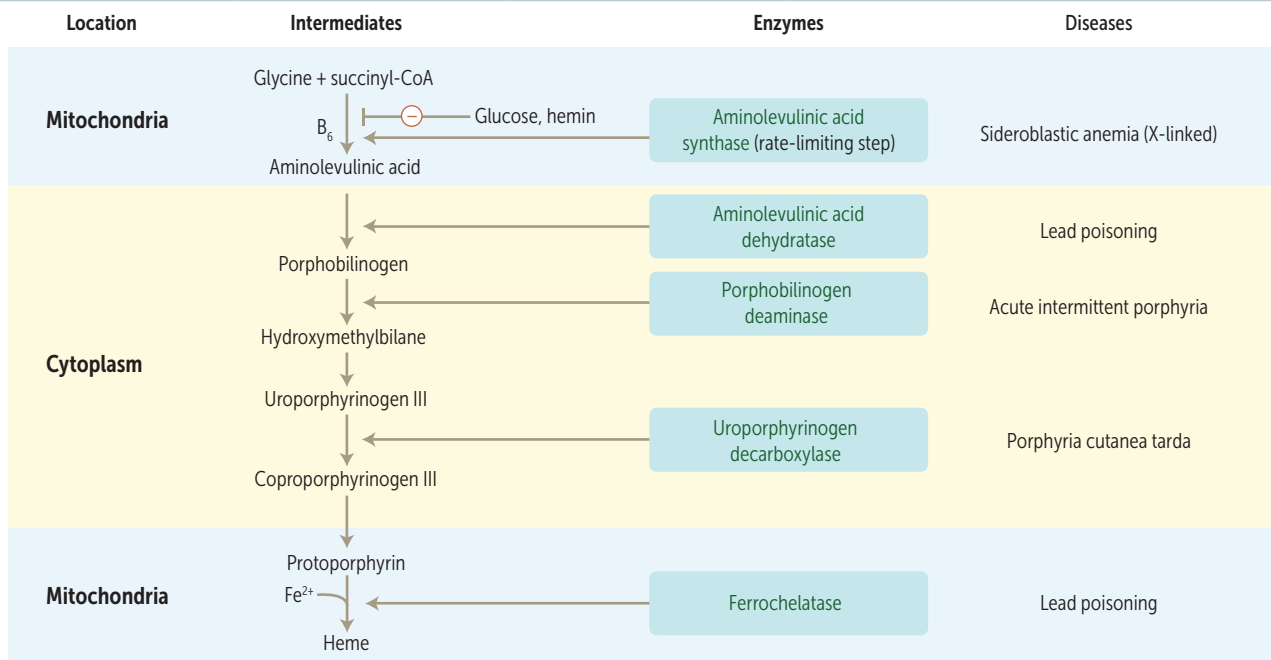 Location Intermediates Enzymes Diseases
Glycine + succinyl-CoA
Mitochondria
B6
−
Glucose, hemin
Aminolevulinic acid
synthase (rate-limiting step)
Sideroblastic anemia (X-linked)
Aminolevulinic acid
Aminolevulinic acid
dehydratase
Lead poisoning
Porphobilinogen
Porphobilinogen
deaminase
Acute intermittent porphyria
Hydroxymethylbilane
Cytoplasm
Uroporphyrinogen III
Uroporphyrinogen
decarboxylase
Porphyria cutanea tarda
Coproporphyrinogen III
Protoporphyrin
Mitochondria
Fe2+
Ferrochelatase
Lead poisoning
Heme